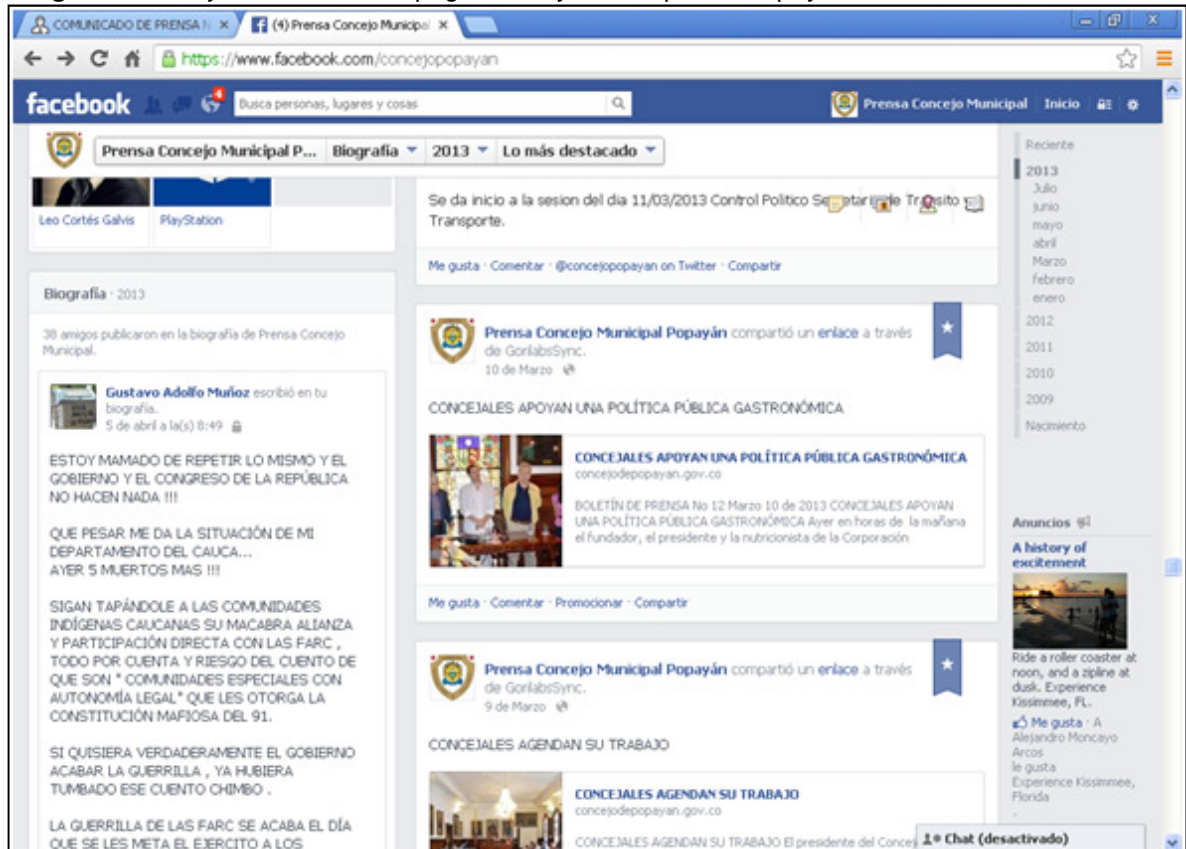 COMUNICADO DE PRENSA N
(4) Prensa Concejo Municipal
https://www.facebook.com/concejopopayan
facebook
4
Busca personas, lugares y cosas
Prensa Concejo Municipal
Inicio
Prensa Concejo Municipal P...
Biografía
2013
Lo más destacado
Leo Cortés Galvis
PlayStation
Biografía · 2013
38 amigos publicaron en la biografía de Prensa Concejo
Municipal.
Gustavo Adolfo Muñoz escribió en tu
biografía.
5 de abril a la(s) 8:49
ESTOY MAMADO DE REPETIR LO MISMO Y EL
GOBIERNO Y EL CONGRESO DE LA REPÚBLICA
NO HACEN NADA !!!
QUE PESAR ME DA LA SITUACIÓN DE MI
DEPARTAMENTO DEL CAUCA...
AYER 5 MUERTOS MAS !!!
SIGAN TAPÁNDOLE A LAS COMUNIDADES
INDÍGENAS CAUCANAS SU MACABRA ALIANZA
Y PARTICIPACIÓN DIRECTA CON LAS FARC ,
TODO POR CUENTA Y RIESGO DEL CUENTO DE
QUE SON " COMUNIDADES ESPECIALES CON
AUTONOMÍA LEGAL" QUE LES OTORGA LA
CONSTITUCIÓN MAFIOSA DEL 91.
SI QUISIERA VERDADERAMENTE EL GOBIERNO
ACABAR LA GUERRILLA , YA HUBIERA
TUMBADO ESE CUENTO CHIMBO .
LA GUERRILLA DE LAS FARC SE ACABA EL DÍA
QUE SE LES META EL EJERCITO A LOS
Se da inicio a la sesion del dia 11/03/2013 Control Politico
Transporte.
Me gusta · Comentar · @concejopopayan on Twitter · Compartir
Prensa Concejo Municipal Popayán compartió un enlace a través
de GorilabsSync.
10 de Marzo
CONCEJALES APOYAN UNA POLÍTICA PÚBLICA GASTRONÓMICA
CONCEJALES APOYAN UNA POLÍTICA PÚBLICA GASTRONÓMICA
concejodepopayan.gov.co
BOLETÍN DE PRENSA No 12 Marzo 10 de 2013 CONCEJALES APOYAN
UNA POLÍTICA PÚBLICA GASTRONÓMICA Ayer en horas de la mañana
el fundador, el presidente y la nutricionista de la Corporación
Me gusta · Comentar · Promocionar · Compartir
Prensa Concejo Municipal Popayán compartió un enlace a través
de GorilabsSync.
9 de Marzo
CONCEJALES AGENDAN SU TRABAJO
CONCEJALES AGENDAN SU TRABAJO
concejodepopayan.gov.co
CONCEJALES AGENDAN SU TRABAJO El presidente del Concej
Reciente
2013
Julio
junio
mayo
abril
Marzo
febrero
enero
2012
2011
2010
2009
Nacimiento
Anuncios
A history of
excitement
Ride a roller coaster at
noon, and a zipline at
dusk. Experience
Kissimmee, FL.
Me gusta · A
Alejandro Moncayo
Arcos
le gusta
Experience Kissimmee,
Florida
.
Chat (desactivado)